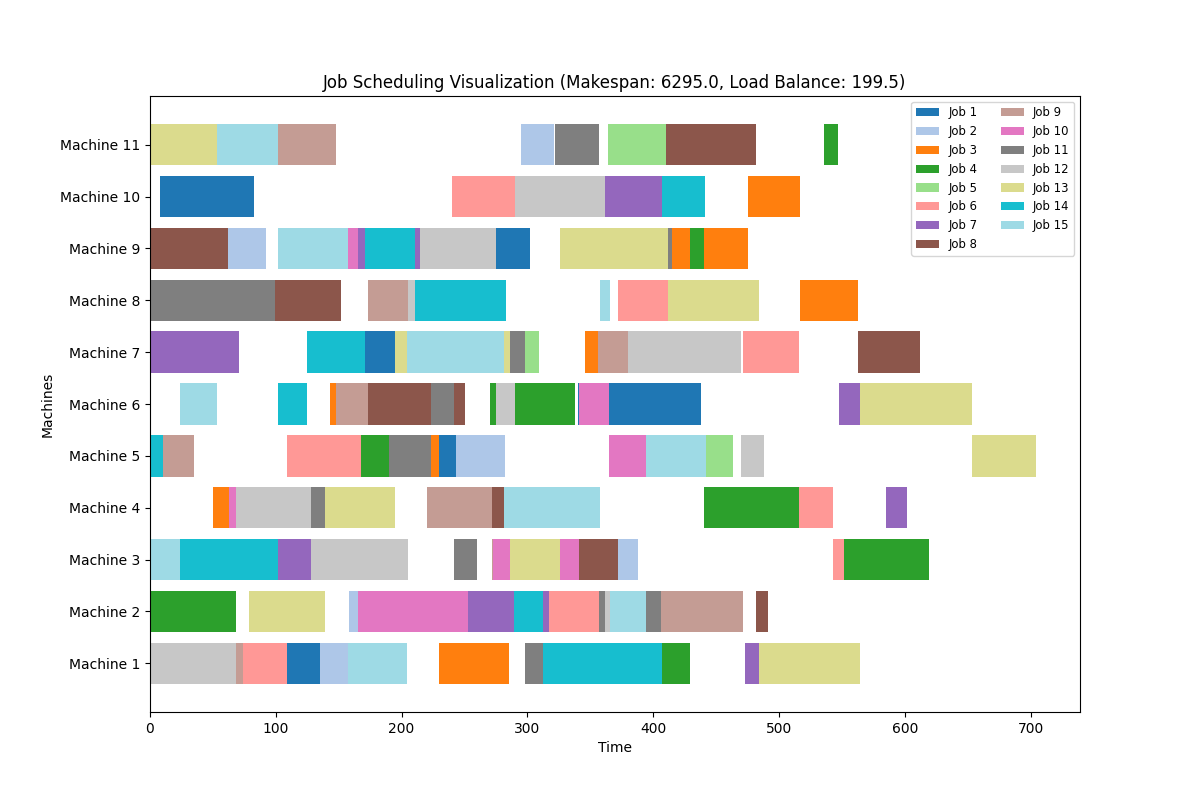 Job Scheduling Visualization (Makespan: 6295.0, Load Balance: 199.5)
Machine 11
Machine 10
Machine 9
Machine 8
Machine 7
Machine 6
Machine 5
Machine 4
Machine 3
Machine 2
Machine 1
Machines
0 100 200 300 400 500 600 700
Time
Job 1
Job 2
Job 3
Job 4
Job 5
Job 6
Job 7
Job 8
Job 9
Job 10
Job 11
Job 12
Job 13
Job 14
Job 15